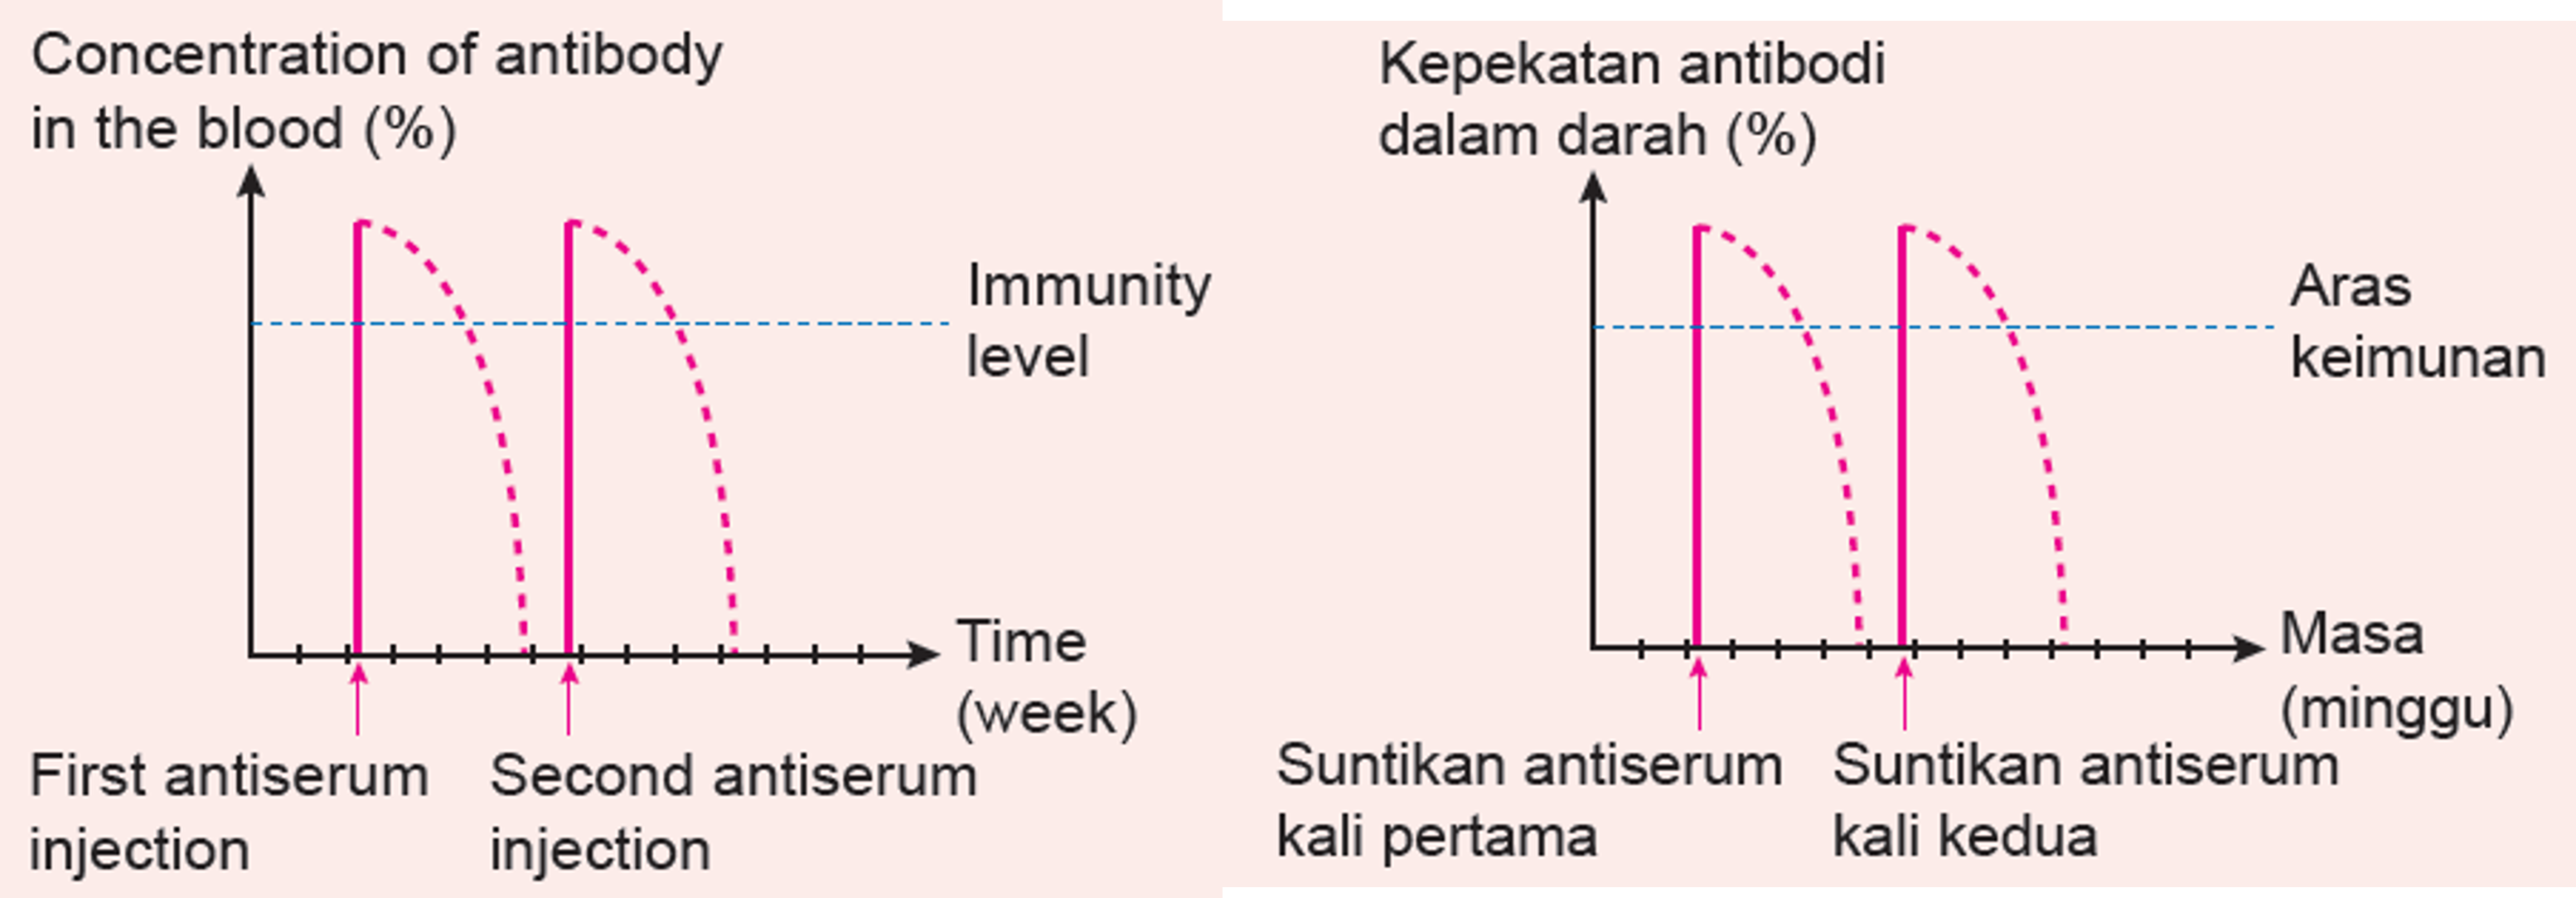 Concentration of antibody
in the blood (%)
Immunity
level
Time
(week)
First antiserum
injection
Second antiserum
injection
Kepekatan antibodi
dalam darah (%)
Aras
keimunan
Masa
(minggu)
Suntikan antiserum
kali pertama
Suntikan antiserum
kali kedua